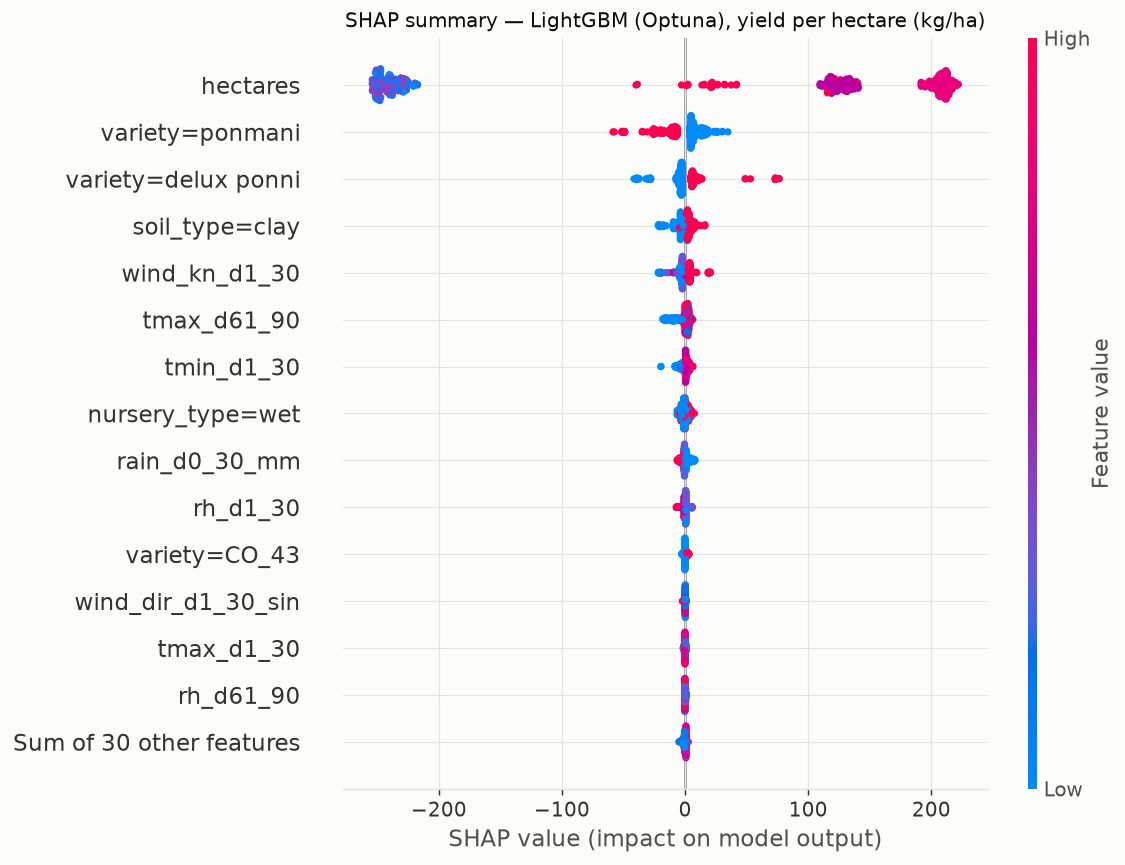 SHAP summary — LightGBM (Optuna), yield per hectare (kg/ha)
High
hectares
variety=ponmani
variety=delux ponni
soil_type=clay
wind_kn_d1_30
tmax_d61_90
tmin_d1_30
nursery_type=wet
rain_d0_30_mm
rh_d1_30
variety=CO_43
wind_dir_d1_30_sin
tmax_d1_30
rh_d61_90
Sum of 30 other features
Feature value
Low
−200 −100 0 100 200
SHAP value (impact on model output)